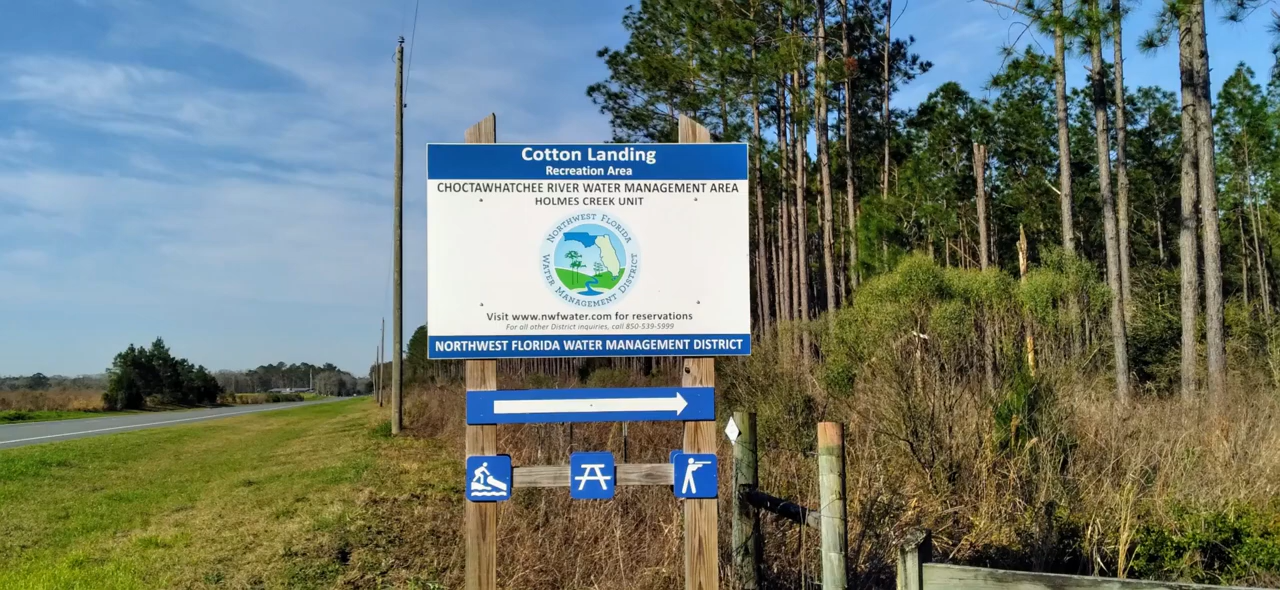 Cotton Landing
Recreation Area
CHOCTAWHATCHEE RIVER WATER MANAGEMENT AREA
HOLMES CREEK UNIT
NORTHWEST FLORIDA
WATER MANAGEMENT DISTRICT
Visit www.nwfwater.com for reservations
For all other District inquiries, call 850-539-5999
NORTHWEST FLORIDA WATER MANAGEMENT DISTRICT